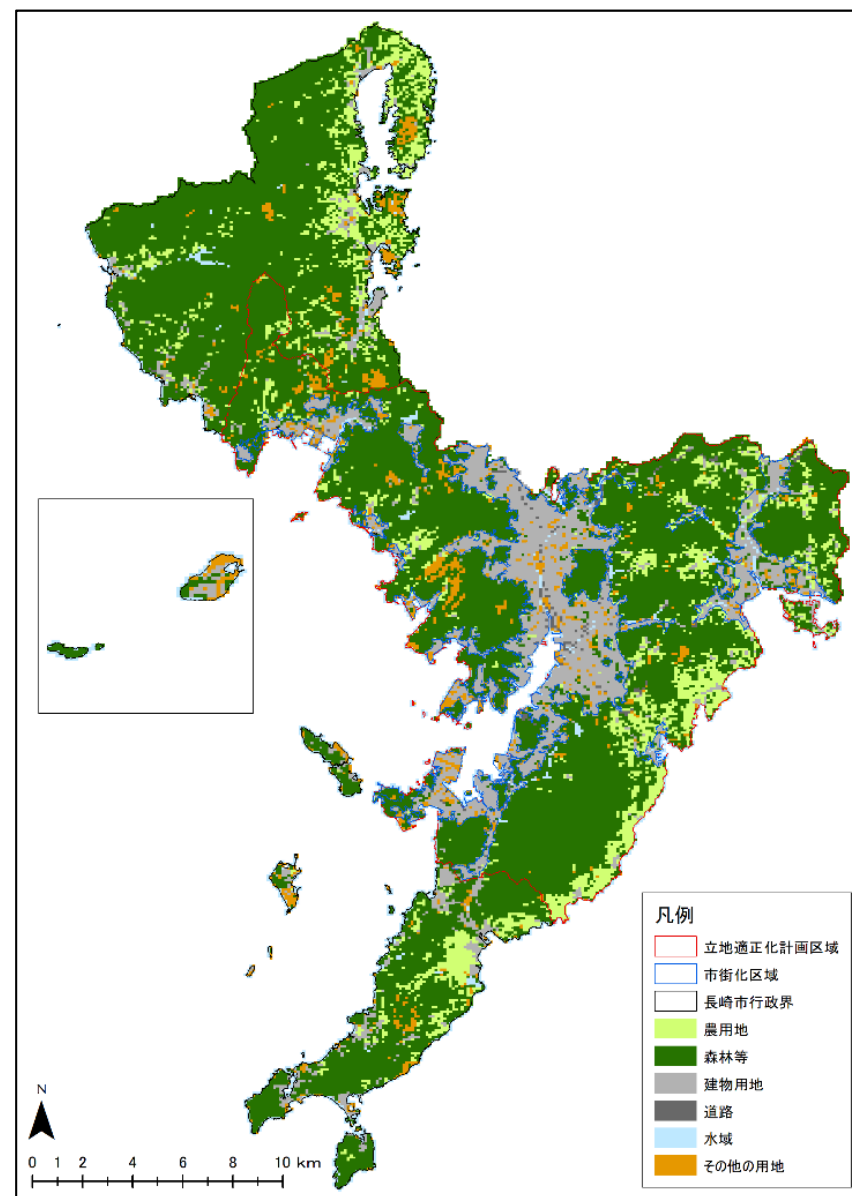 凡例
立地適正化計画区域
市街化区域
長崎市行政界
農用地
森林等
建物用地
道路
水域
その他の用地
N
0 1 2 4 6 8 10 km